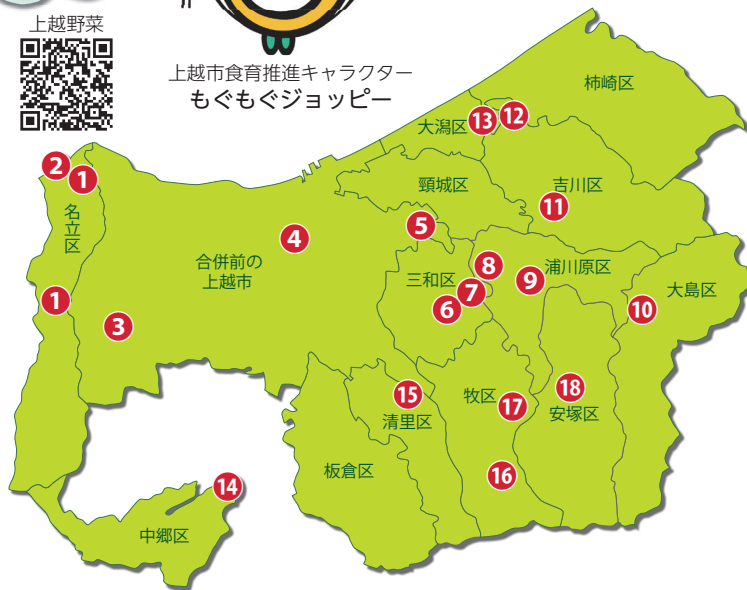 上越野菜
上越市食育推進キャラクター
もぐもぐジョッピー
柿崎区
大潟区
13
12
2
1
頸城区
吉川区
名立区
11
5
4
合併前の
上越市
8
浦川原区
三和区
9
7
大島区
1
6
10
3
18
15
牧区
17
安塚区
清里区
板倉区
16
14
中郷区